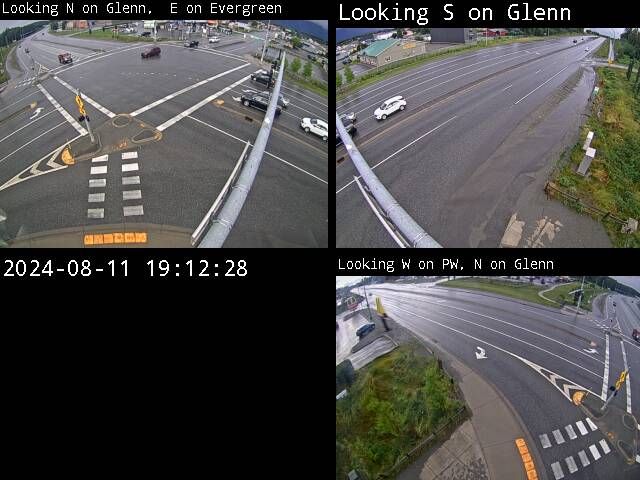 Looking N on Glenn, E on Evergreen
Looking S on Glenn
2024-08-11 19:12:28
Looking W on PW, N on Glenn